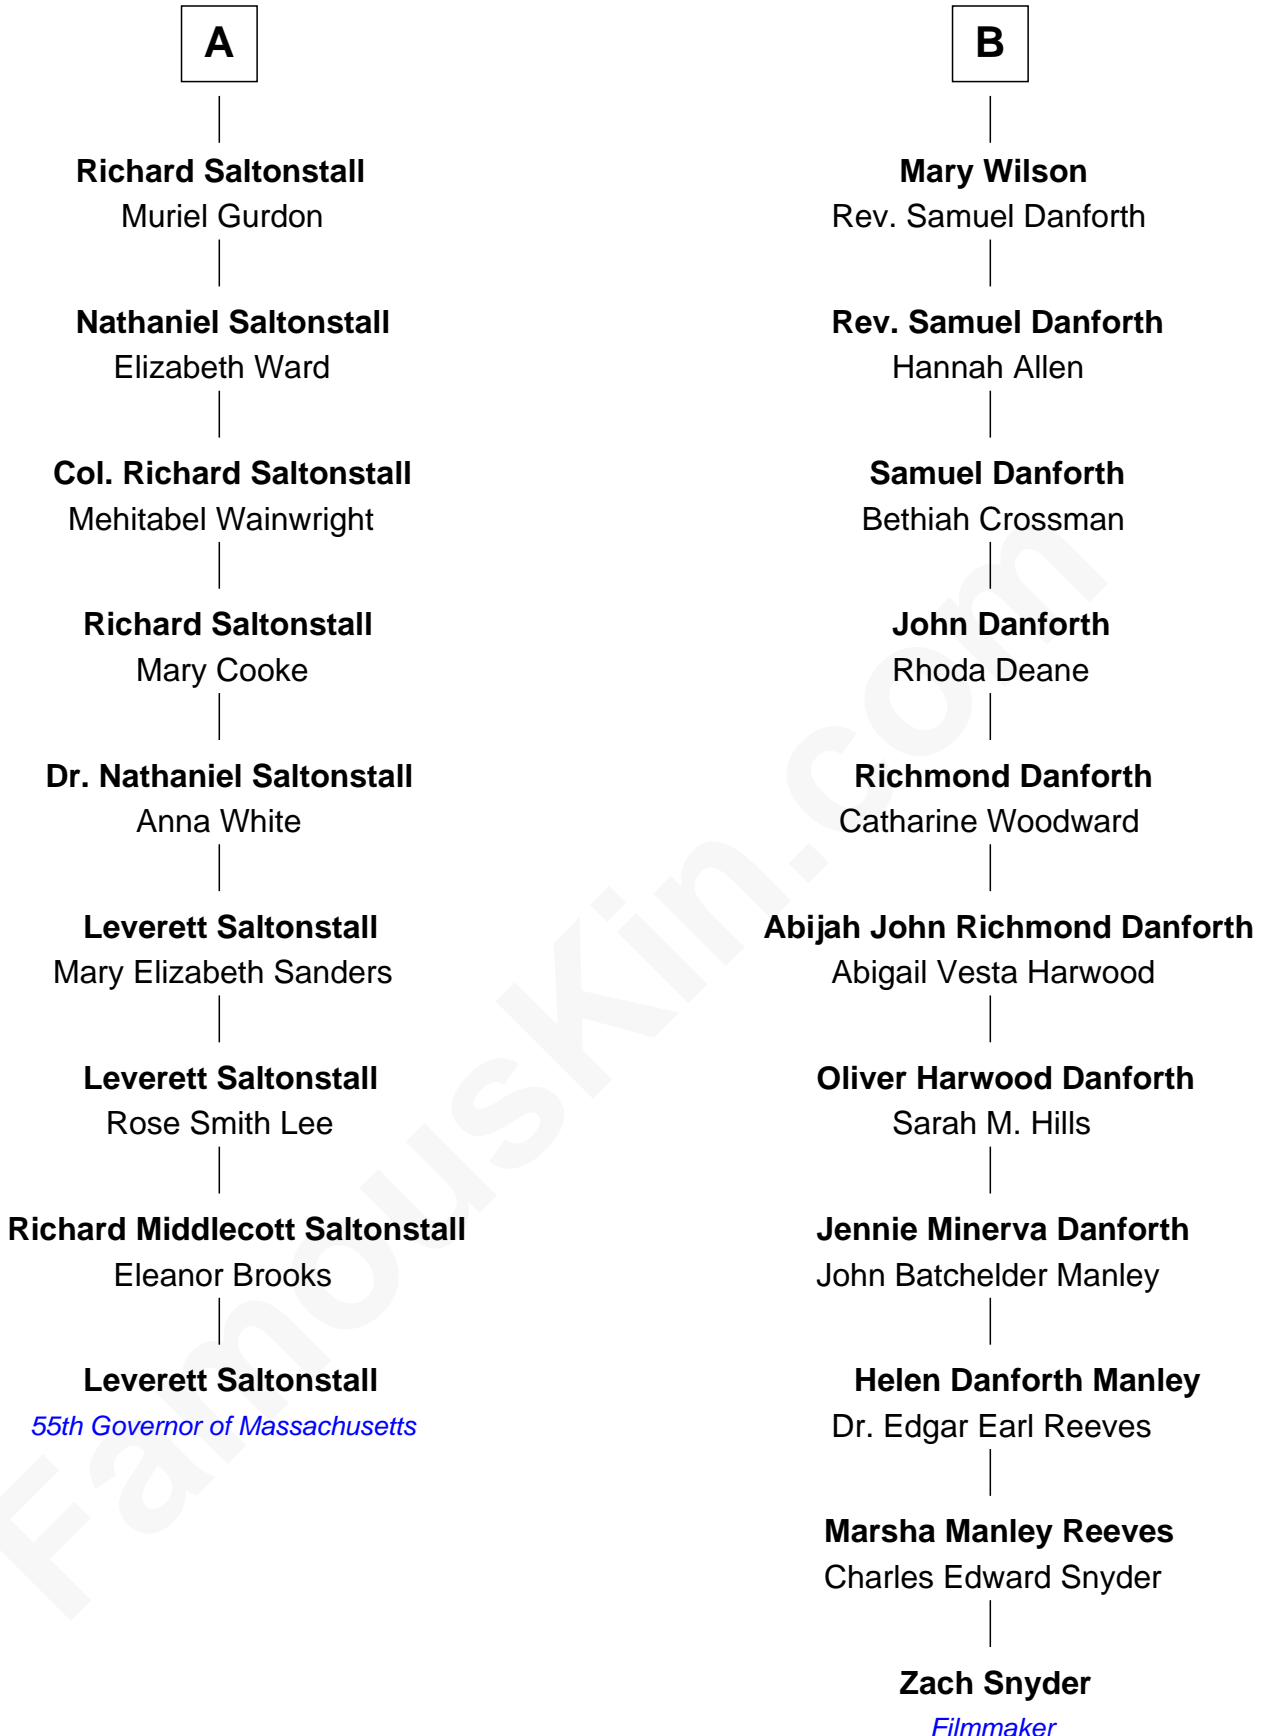 A
Richard Saltonstall
Muriel Gurdon
Nathaniel Saltonstall
Elizabeth Ward
Col. Richard Saltonstall
Mehitabel Wainwright
Richard Saltonstall
Mary Cooke
Dr. Nathaniel Saltonstall
Anna White
Leverett Saltonstall
Mary Elizabeth Sanders
Leverett Saltonstall
Rose Smith Lee
Richard Middlecott Saltonstall
Eleanor Brooks
Leverett Saltonstall
55th Governor of Massachusetts
B
Mary Wilson
Rev. Samuel Danforth
Rev. Samuel Danforth
Hannah Allen
Samuel Danforth
Bethiah Crossman
John Danforth
Rhoda Deane
Richmond Danforth
Catharine Woodward
Abijah John Richmond Danforth
Abigail Vesta Harwood
Oliver Harwood Danforth
Sarah M. Hills
Jennie Minerva Danforth
John Batchelder Manley
Helen Danforth Manley
Dr. Edgar Earl Reeves
Marsha Manley Reeves
Charles Edward Snyder
Zach Snyder
Filmmaker
FamousKin.com